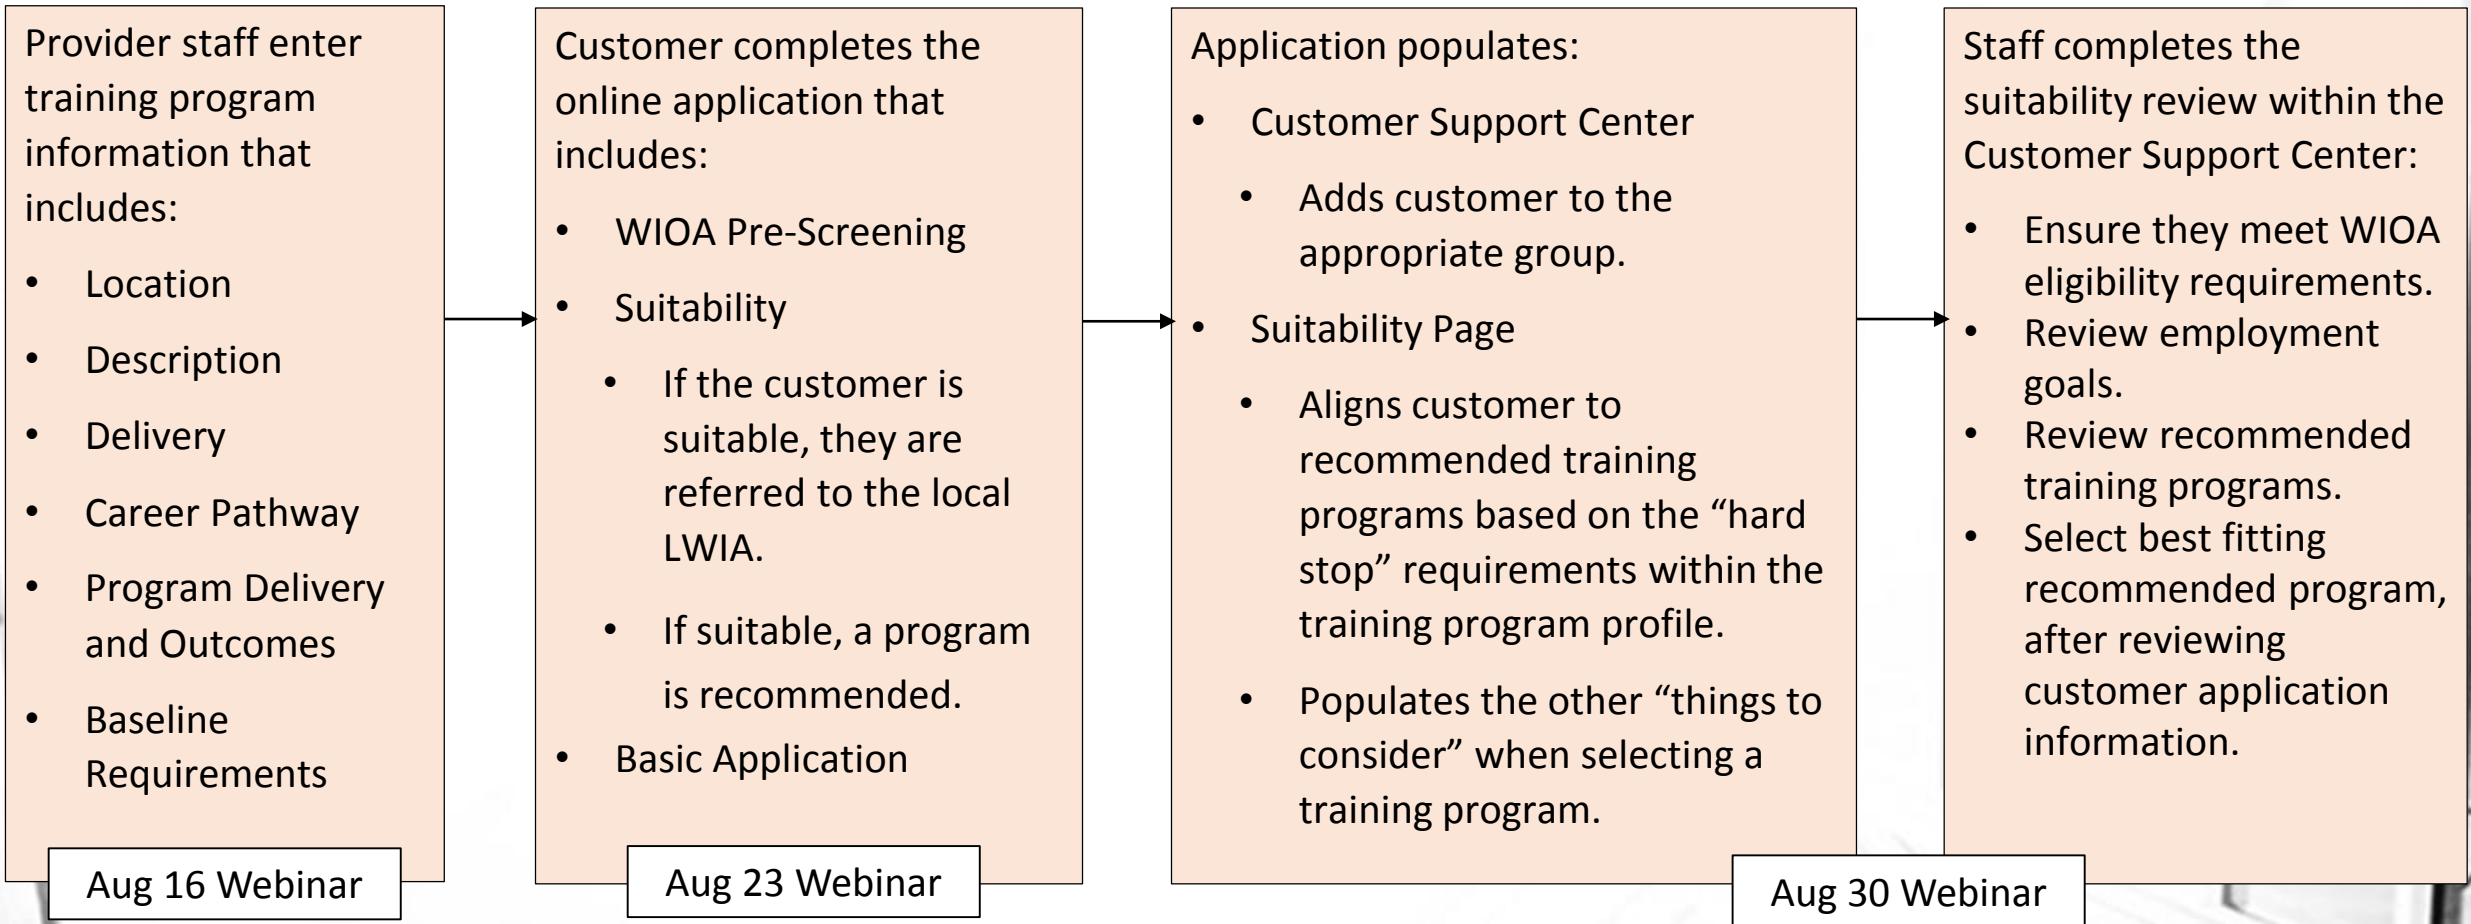 Provider staff enter
training program
information that
includes:
• Location
• Description
• Delivery
• Career Pathway
• Program Delivery
and Outcomes
• Baseline
Requirements
Aug 16 Webinar
Customer completes the
online application that
includes:
• WIOA Pre-Screening
• Suitability
• If the customer is
suitable, they are
referred to the local
LWIA.
• If suitable, a program
is recommended.
• Basic Application
Aug 23 Webinar
Application populates:
• Customer Support Center
• Adds customer to the
appropriate group.
• Suitability Page
• Aligns customer to
recommended training
programs based on the “hard
stop” requirements within the
training program profile.
• Populates the other “things to
consider” when selecting a
training program.
Staff completes the
suitability review within the
Customer Support Center:
• Ensure they meet WIOA
eligibility requirements.
• Review employment
goals.
• Review recommended
training programs.
• Select best fitting
recommended program,
after reviewing
customer application
information.
Aug 30 Webinar